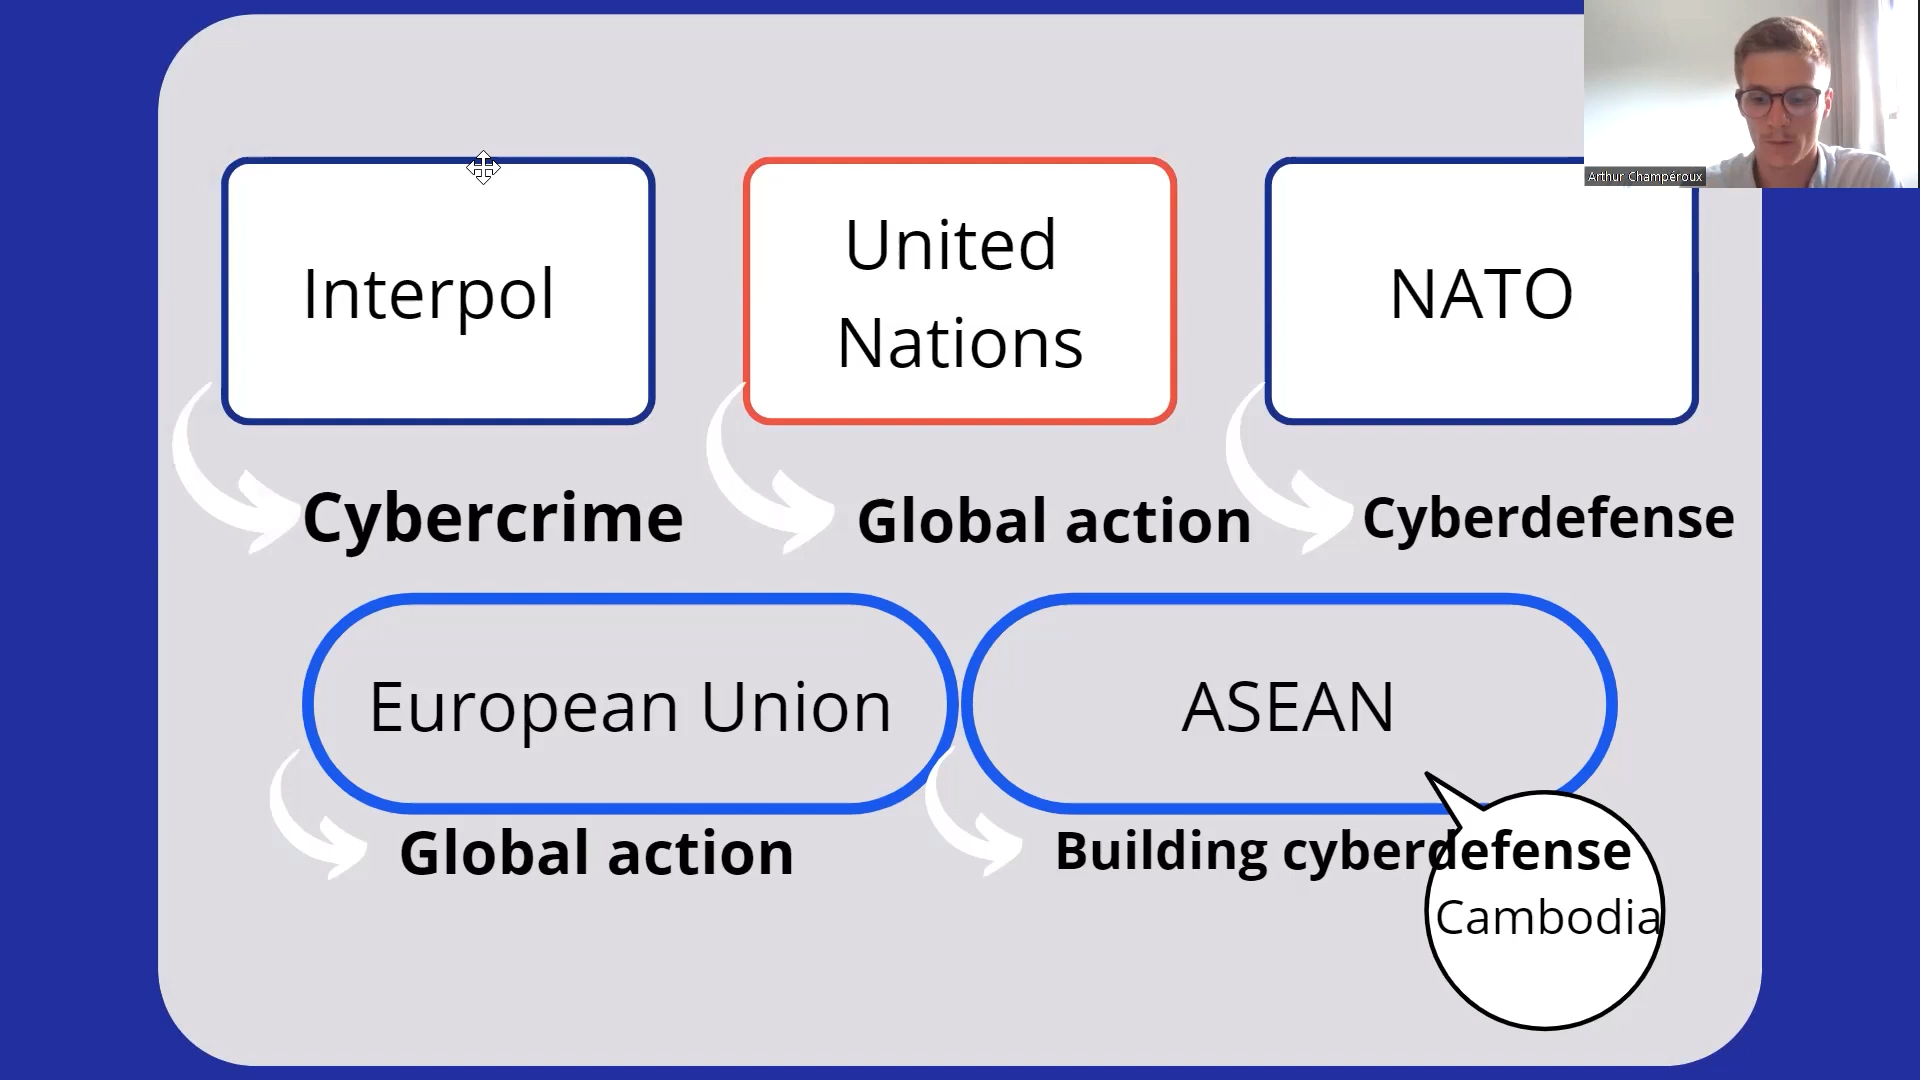 Arthur Champéroux
Interpol
United
Nations
NATO
Cybercrime
Global action
Cyberdefense
European Union
ASEAN
Global action
Building cyberdefense
Cambodia